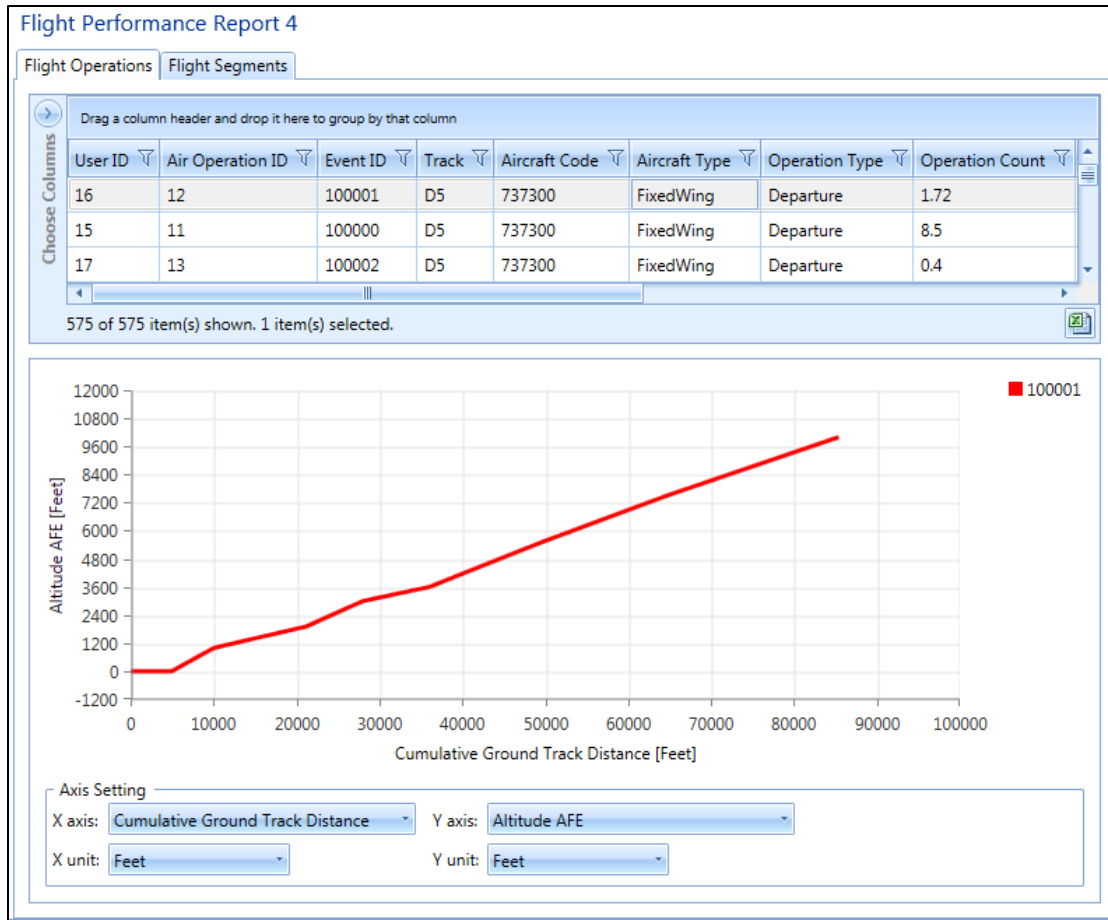 Flight Performance Report 4
Flight Operations Flight Segments
Choose Columns
Drag a column header and drop it here to group by that column
User ID Air Operation ID Event ID Track Aircraft Code Aircraft Type Operation Type Operation Count
16 12 100001 D5 737300 FixedWing Departure 1.72
15 11 100000 D5 737300 FixedWing Departure 8.5
17 13 100002 D5 737300 FixedWing Departure 0.4
575 of 575 item(s) shown. 1 item(s) selected.
100001
Altitude AFE [Feet]
12000
10800
9600
8400
7200
6000
4800
3600
2400
1200
0
-1200
0 10000 20000 30000 40000 50000 60000 70000 80000 90000 100000
Cumulative Ground Track Distance [Feet]
Axis Setting
X axis: Cumulative Ground Track Distance Y axis: Altitude AFE
X unit: Feet Y unit: Feet